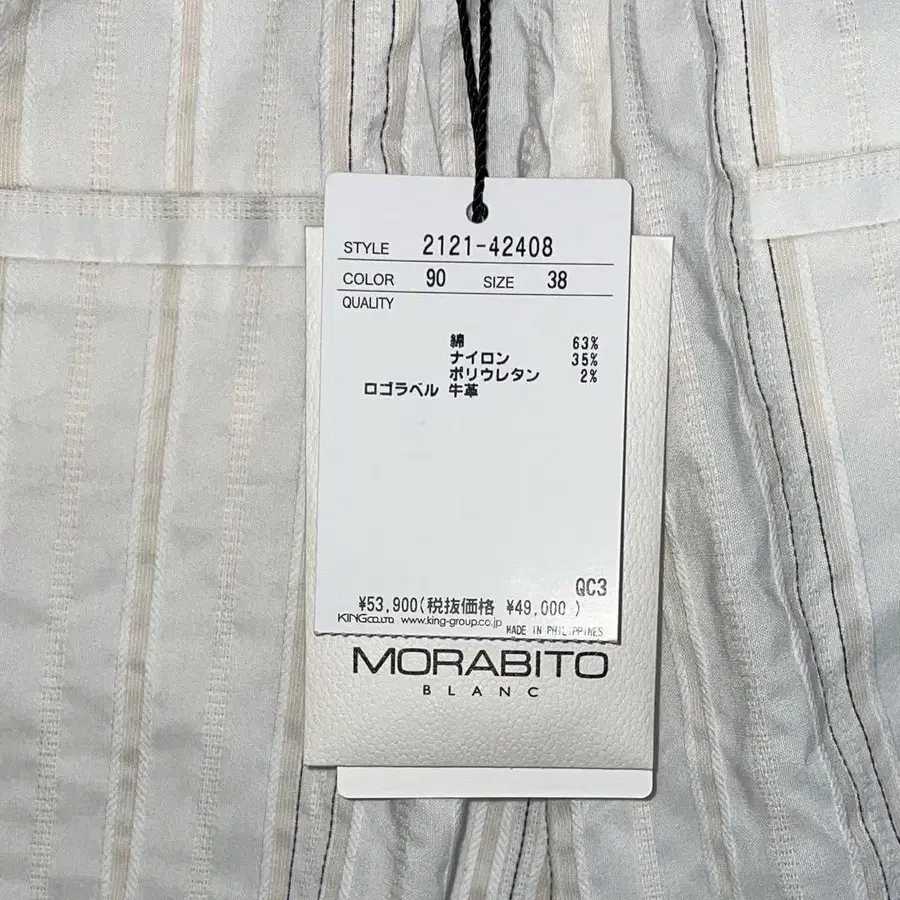 STYLE 2121-42408
COLOR 90 SIZE 38
QUALITY
綿 63%
ナイロン 35%
ポリウレタン 2%
ロゴラベル 牛革
QC3
¥53,900(税抜価格 ¥49,000 )
KING CO.,LTD www.king-group.co.jp
MADE IN PHILIPPINES
MORABITO
BLANC